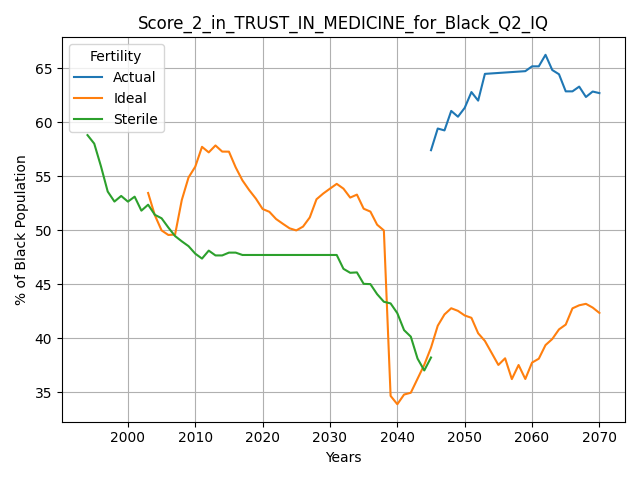 Score_2_in_TRUST_IN_MEDICINE_for_Black_Q2_IQ
Fertility
Actual
Ideal
Sterile
% of Black Population
65
60
55
50
45
40
35
2000 2010 2020 2030 2040 2050 2060 2070
Years